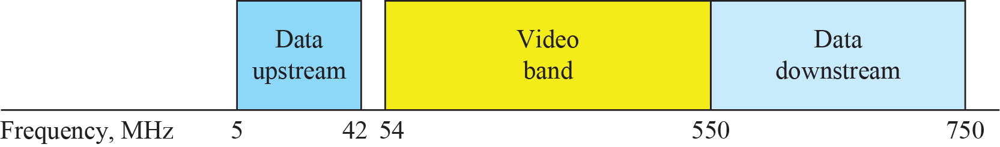 Data
upstream
Video
band
Data
downstream
Frequency, MHz 5 42 54 550 750